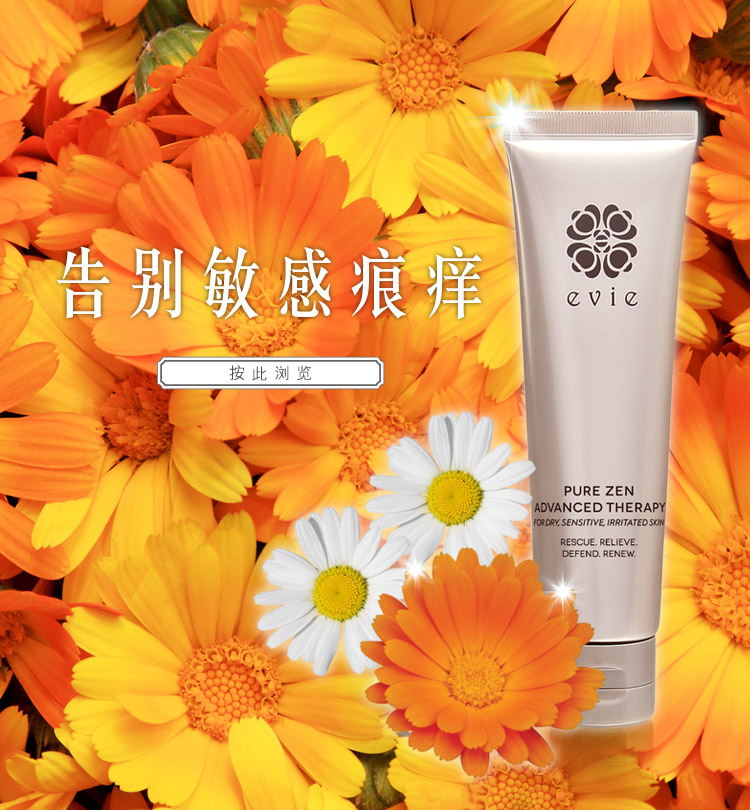 告别敏感痕痒
按此浏览
evie
PURE ZEN
ADVANCED THERAPY
FOR DRY, SENSITIVE, IRRITATED SKIN
RESCUE. RELIEVE.
DEFEND. RENEW.